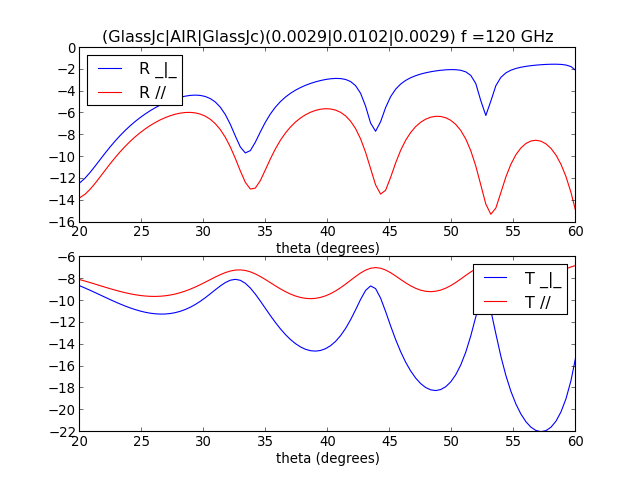 (GlassJc|AIR|GlassJc)(0.0029|0.0102|0.0029) f =120 GHz
0
−2
−4
−6
−8
−10
−12
−14
−16
R _|_
R //
20 25 30 35 40 45 50 55 60
theta (degrees)
−6
−8
−10
−12
−14
−16
−18
−20
−22
T _|_
T //
20 25 30 35 40 45 50 55 60
theta (degrees)